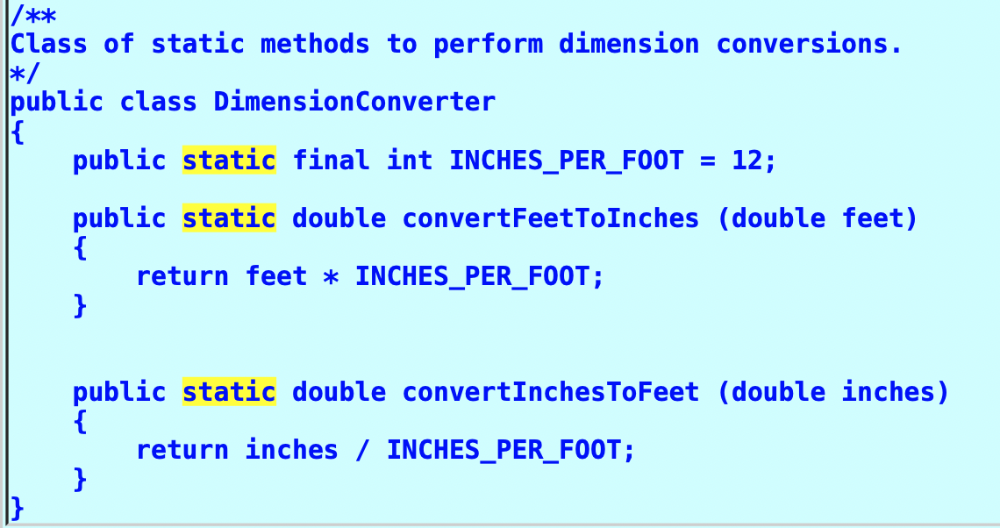 /**
Class of static methods to perform dimension conversions.
*/
public class DimensionConverter
{
    public static final int INCHES_PER_FOOT = 12;
    public static double convertFeetToInches (double feet)
    {
        return feet * INCHES_PER_FOOT;
    }
    public static double convertInchesToFeet (double inches)
    {
        return inches / INCHES_PER_FOOT;
    }
}